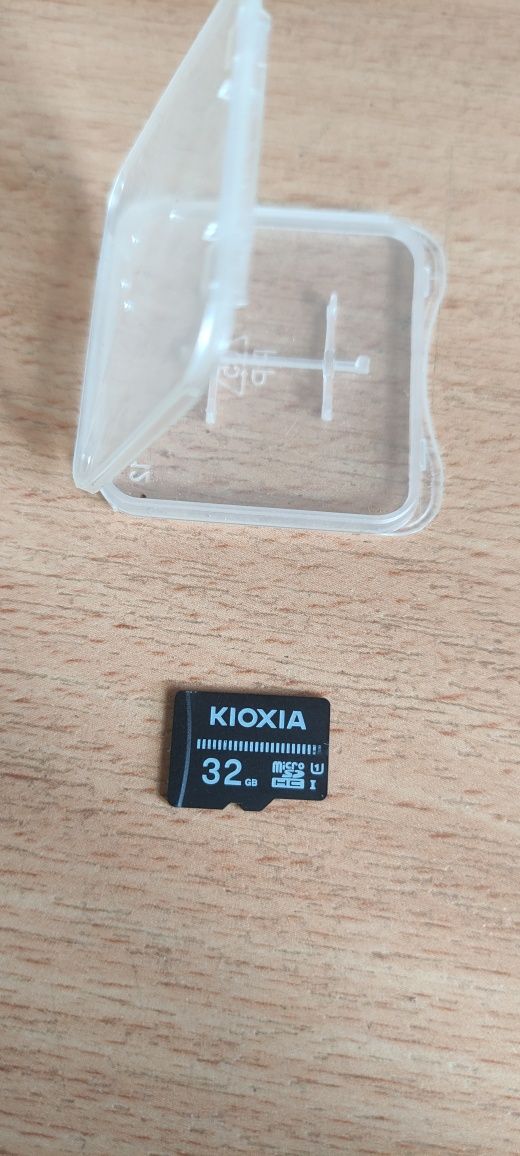 KIOXIA
32 GB
micro SD HC
U1
I